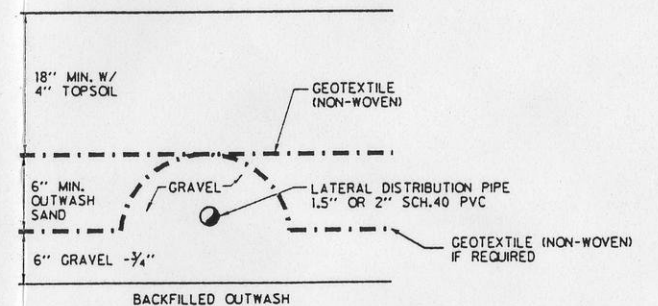 18" MIN. W/
4" TOPSOIL
GEOTEXTILE
(NON-WOVEN)
6" MIN.
OUTWASH
SAND
GRAVEL
LATERAL DISTRIBUTION PIPE
1.5" OR 2" SCH.40 PVC
6" GRAVEL -¾"
GEOTEXTILE (NON-WOVEN)
IF REQUIRED
BACKFILLED OUTWASH